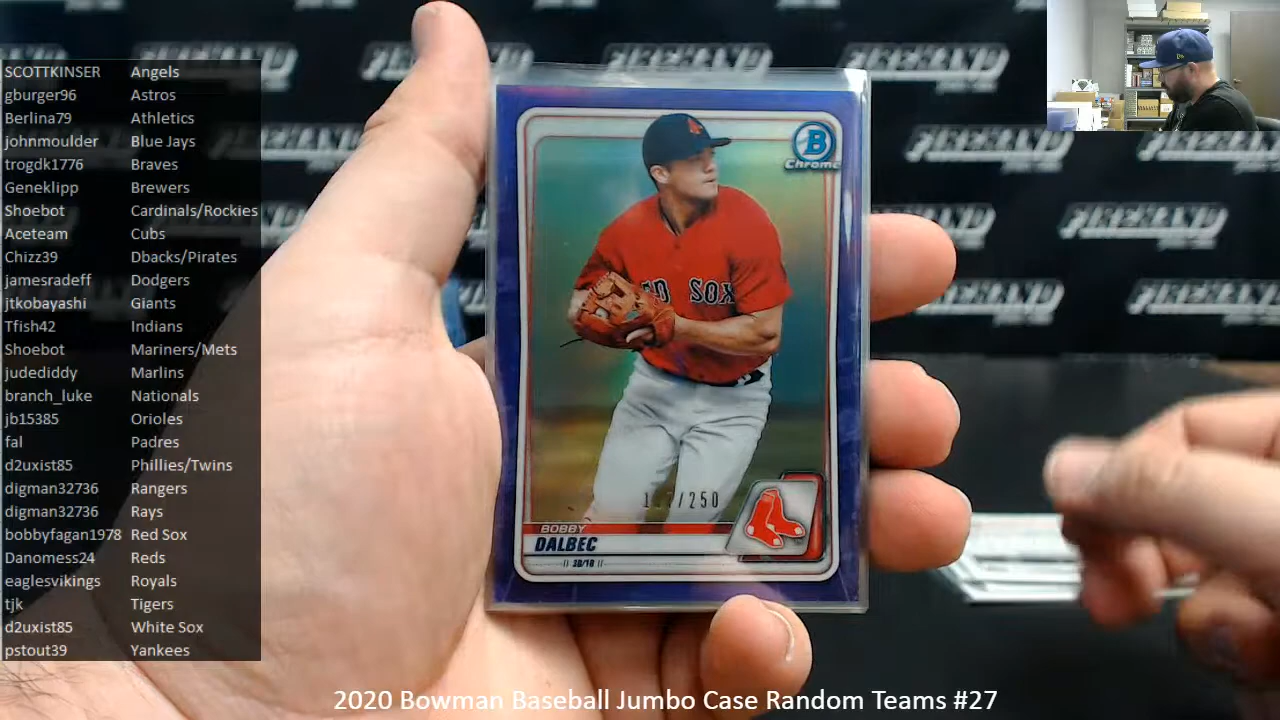 SCOTTKINSER Angels
gburger96 Astros
Berlina79 Athletics
johnmoulder Blue Jays
trogdk1776 Braves
Geneklipp Brewers
Shoebot Cardinals/Rockies
Aceteam Cubs
Chizz39 Dbacks/Pirates
jamesradeff Dodgers
jtkobayashi Giants
Tfish42 Indians
Shoebot Mariners/Mets
judediddy Marlins
branch_luke Nationals
jb15385 Orioles
fal Padres
d2uxist85 Phillies/Twins
digman32736 Rangers
digman32736 Rays
bobbyfagan1978 Red Sox
Danomess24 Reds
eaglesvikings Royals
tjk Tigers
d2uxist85 White Sox
pstout39 Yankees
B
Chrome
RED SOX
/250
BOBBY
DALBEC
3B/1B
FIREHAND
2020 Bowman Baseball Jumbo Case Random Teams #27